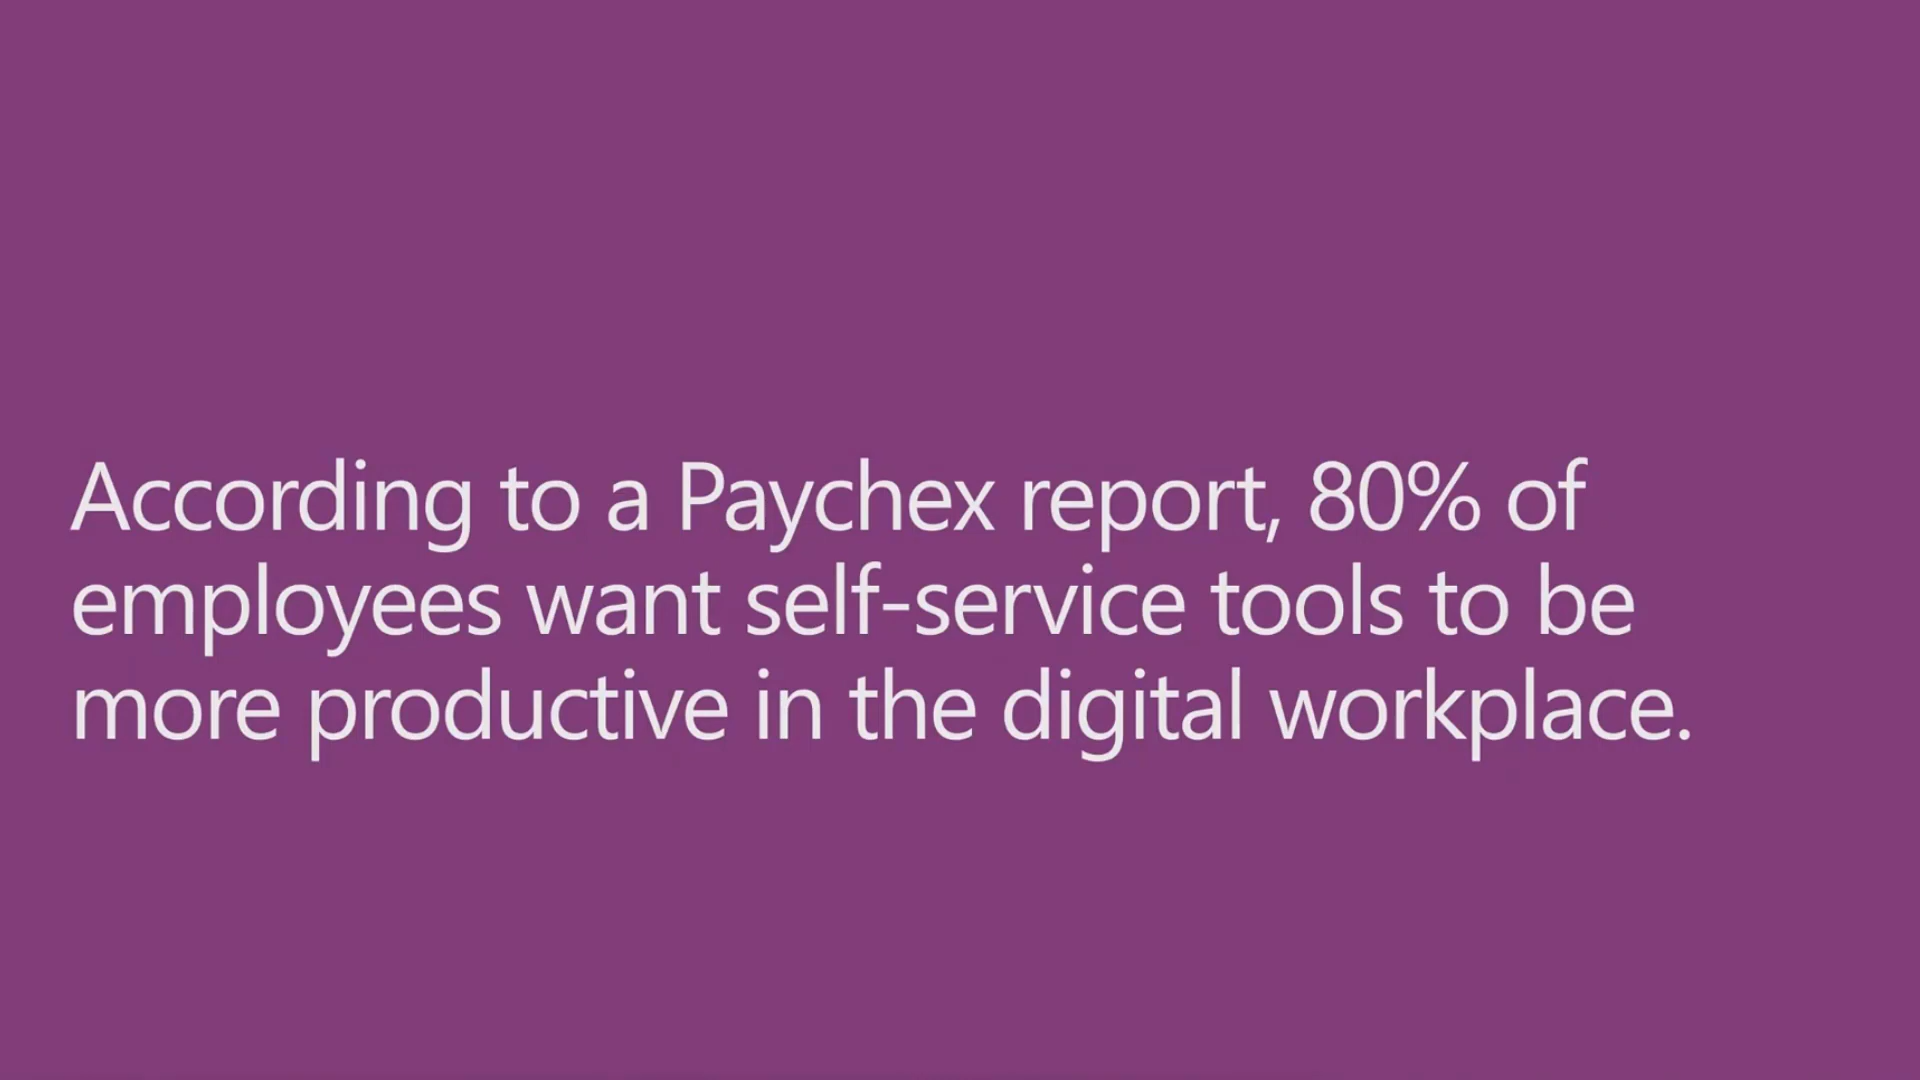 According to a Paychex report, 80% of
employees want self-service tools to be
more productive in the digital workplace.